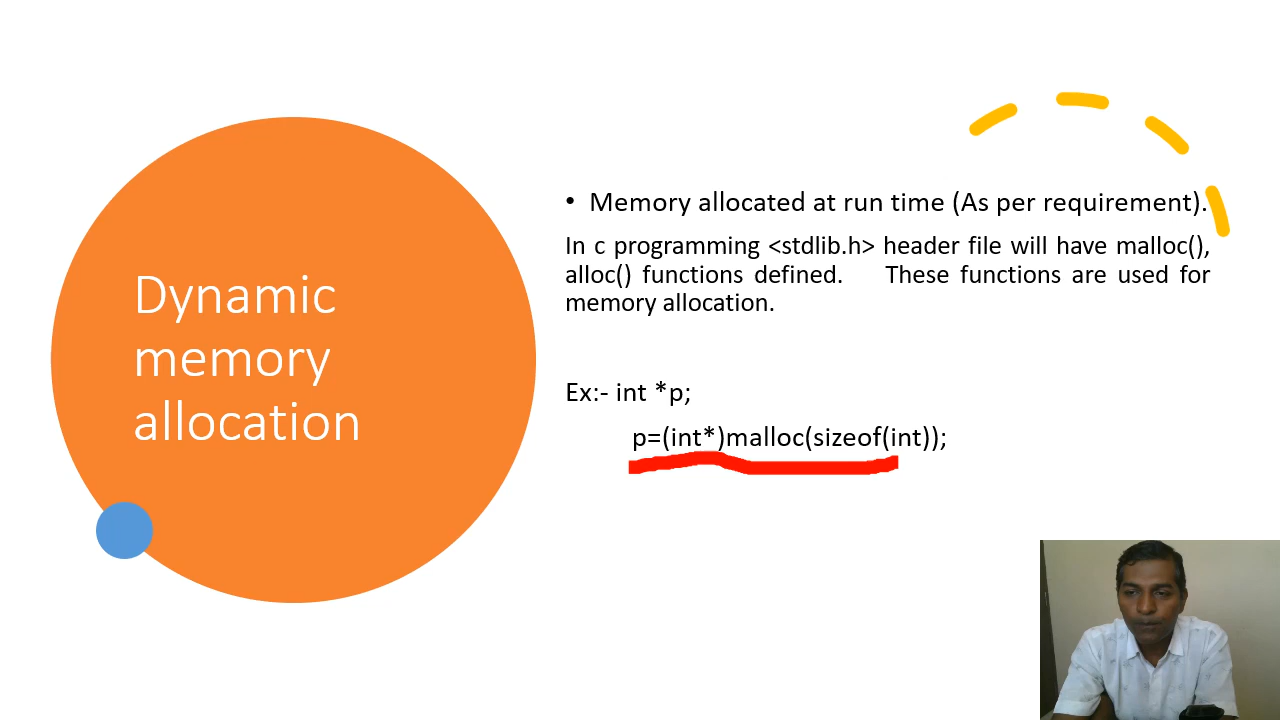 Dynamic
memory
allocation
• Memory allocated at run time (As per requirement).
In c programming <stdlib.h> header file will have malloc(),
alloc() functions defined. These functions are used for
memory allocation.
Ex:- int *p;
p=(int*)malloc(sizeof(int));